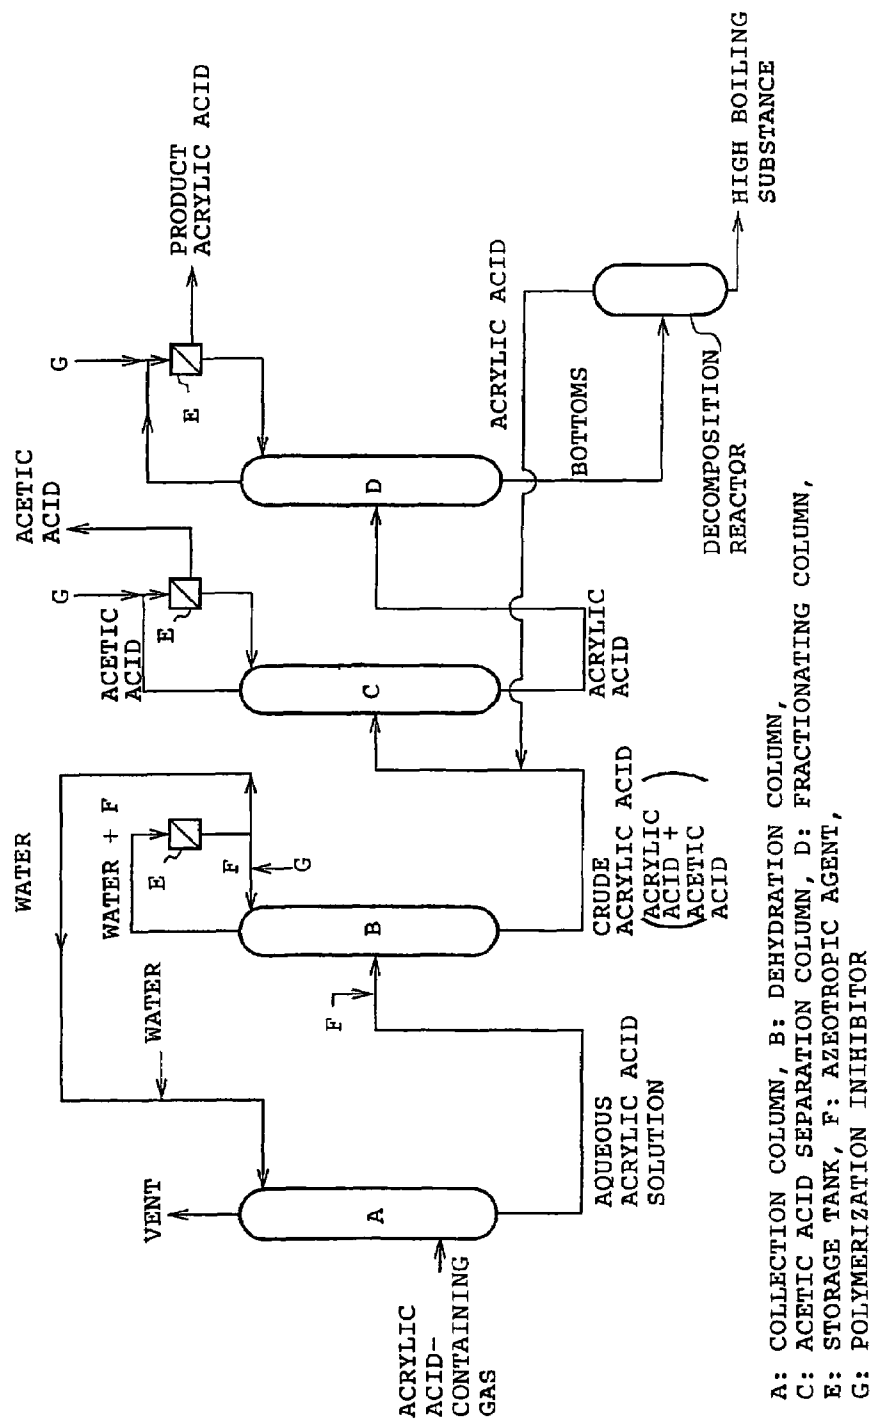 WATER
VENT
WATER
WATER + F
E
F
G
F
ACRYLIC
ACID-
CONTAINING
GAS
A
B
AQUEOUS
ACRYLIC ACID
SOLUTION
CRUDE
ACRYLIC ACID
(ACRYLIC
ACID +
ACETIC
ACID)
ACETIC
ACID
G
ACETIC
ACID
E
C
ACRYLIC
ACID
G
E
PRODUCT
ACRYLIC ACID
D
ACRYLIC ACID
BOTTOMS
DECOMPOSITION
REACTOR
HIGH BOILING
SUBSTANCE
A: COLLECTION COLUMN, B: DEHYDRATION COLUMN,
C: ACETIC ACID SEPARATION COLUMN, D: FRACTIONATING COLUMN,
E: STORAGE TANK, F: AZEOTROPIC AGENT,
G: POLYMERIZATION INIHIBITOR